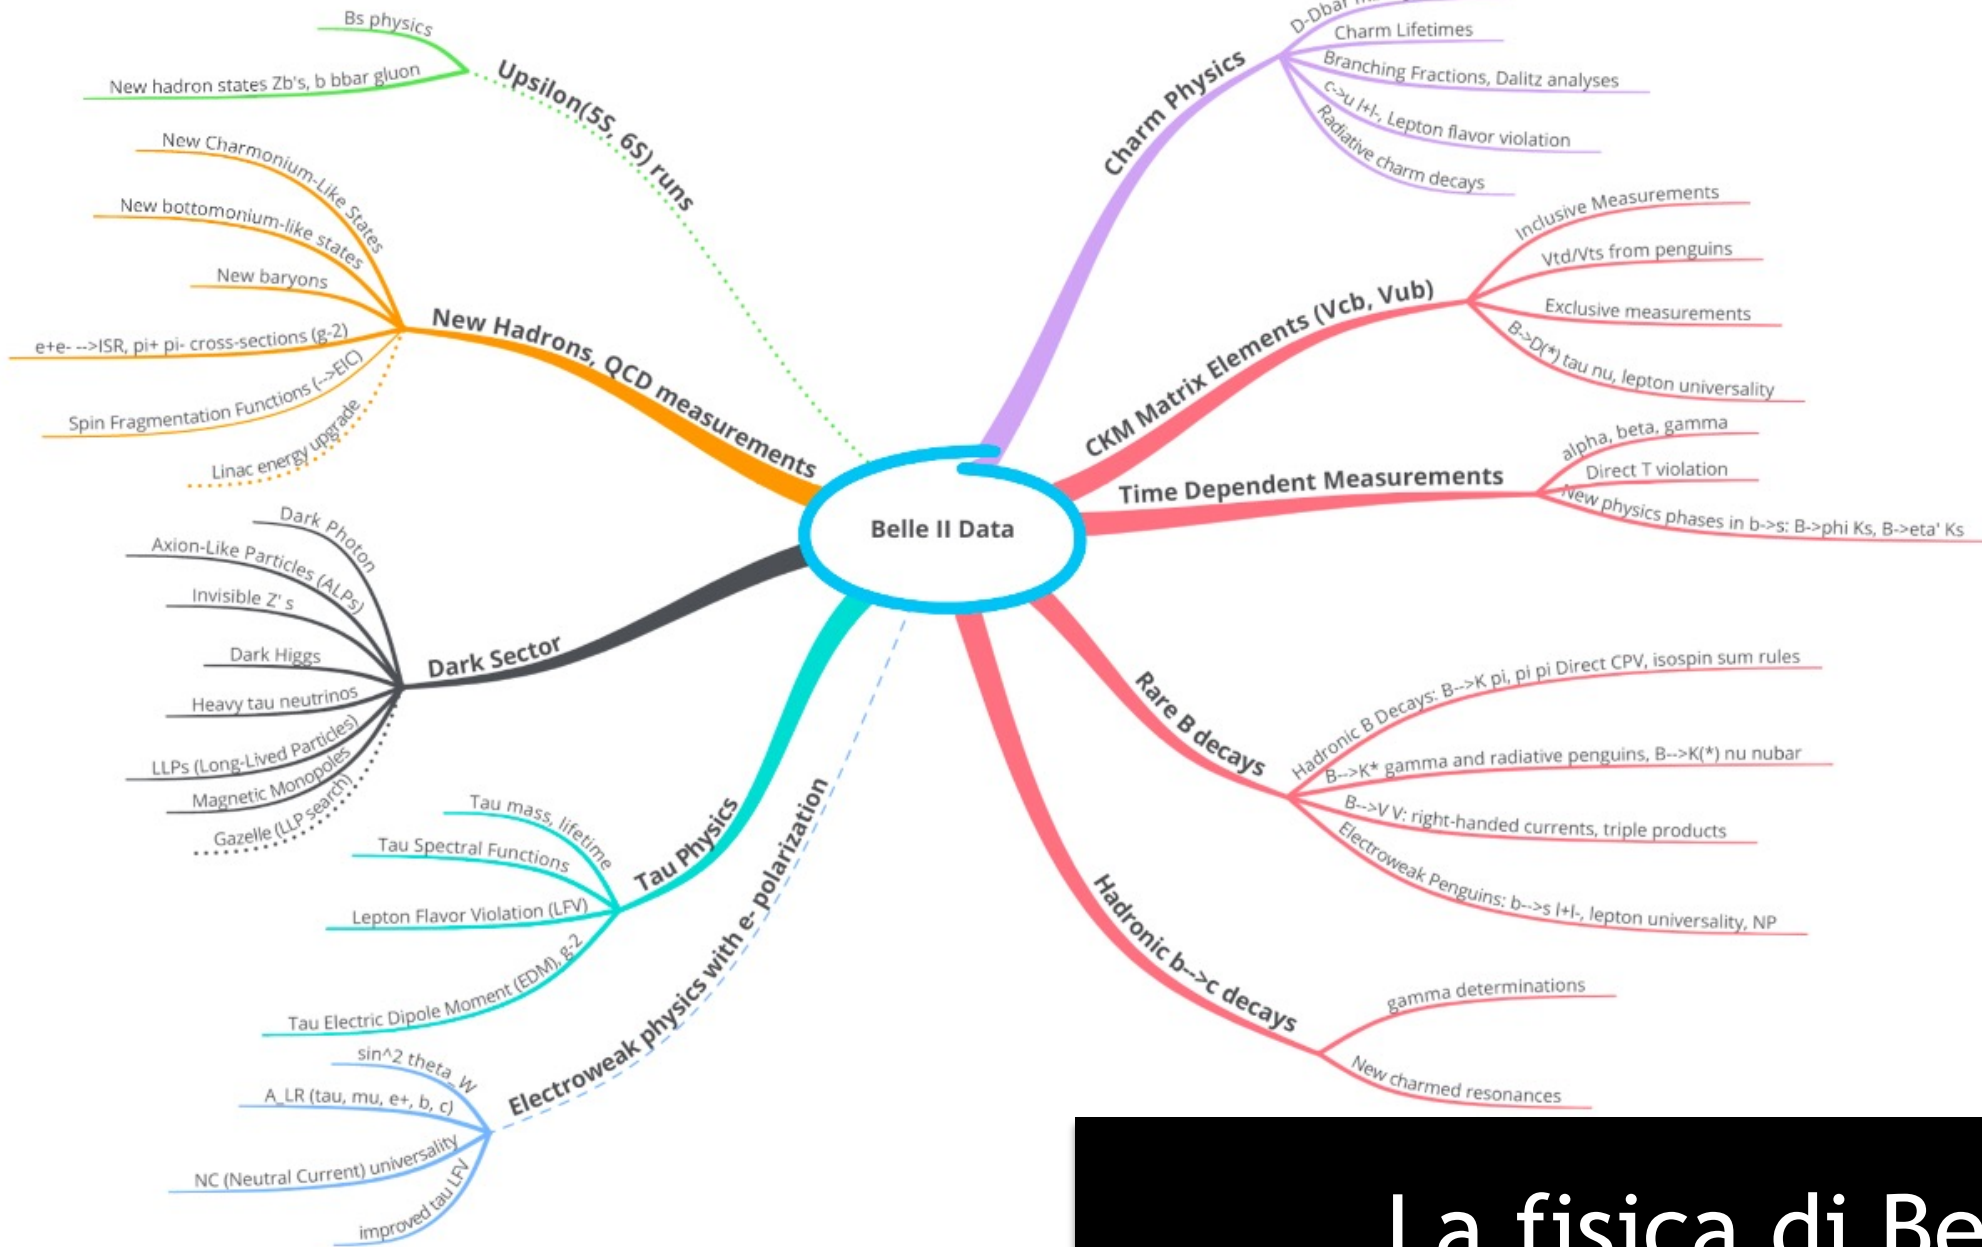 Belle II Data
Upsilon(5S, 6S) runs
Bs physics
New hadron states Zb's, b bbar gluon
New Hadrons, QCD measurements
New Charmonium-Like States
New bottomonium-like states
New baryons
e+e- -->ISR, pi+ pi- cross-sections (g-2)
Spin Fragmentation Functions (-->EIC)
Linac energy upgrade
Dark Sector
Dark Photon
Axion-Like Particles (ALPs)
Invisible Z' s
Dark Higgs
Heavy tau neutrinos
LLPs (Long-Lived Particles)
Magnetic Monopoles
Gazelle (LLP search)
Tau Physics
Tau mass, lifetime
Tau Spectral Functions
Lepton Flavor Violation (LFV)
Tau Electric Dipole Moment (EDM), g-2
Electroweak physics with e- polarization
sin^2 theta_W
A_LR (tau, mu, e+, b, c)
NC (Neutral Current) universality
improved tau LFV
Charm Physics
D-Dbar
Charm Lifetimes
Branching Fractions, Dalitz analyses
c->u l+l-, Lepton flavor violation
Radiative charm decays
CKM Matrix Elements (Vcb, Vub)
Inclusive Measurements
Vtd/Vts from penguins
Exclusive measurements
B->D(*) tau nu, lepton universality
Time Dependent Measurements
alpha, beta, gamma
Direct T violation
New physics phases in b->s: B->phi Ks, B->eta' Ks
Rare B decays
Hadronic B Decays: B-->K pi, pi pi Direct CPV, isospin sum rules
B-->K* gamma and radiative penguins, B-->K(*) nu nubar
B-->V V: right-handed currents, triple products
Electroweak Penguins: b-->s l+l-, lepton universality, NP
Hadronic b-->c decays
gamma determinations
New charmed resonances
La fisica di Be